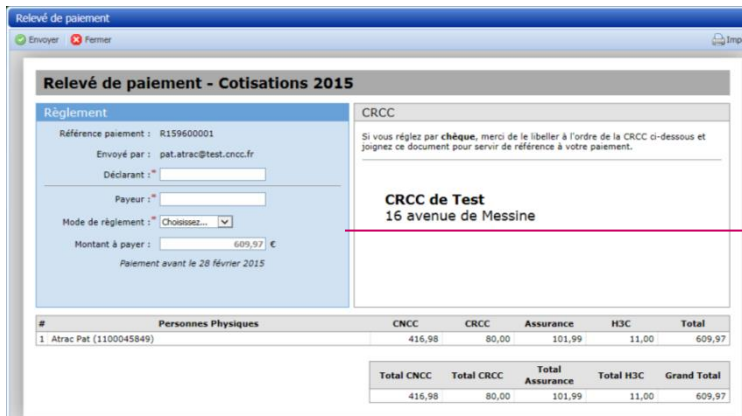 Relevé de paiement
Envoyer Fermer Imp
Relevé de paiement - Cotisations 2015
Règlement
Référence paiement : R159600001
Envoyé par : pat.atrac@test.cncc.fr
Déclarant :*
Payeur :*
Mode de règlement :* Choisissez...
Montant à payer : 609,97 €
Paiement avant le 28 février 2015
CRCC
Si vous réglez par chèque, merci de le libeller à l'ordre de la CRCC ci-dessous et
joignez ce document pour servir de référence à votre paiement.
CRCC de Test
16 avenue de Messine
# Personnes Physiques CNCC CRCC Assurance H3C Total
1 Atrac Pat (1100045849) 416,98 80,00 101,99 11,00 609,97
Total CNCC Total CRCC Total Assurance Total H3C Grand Total
416,98 80,00 101,99 11,00 609,97